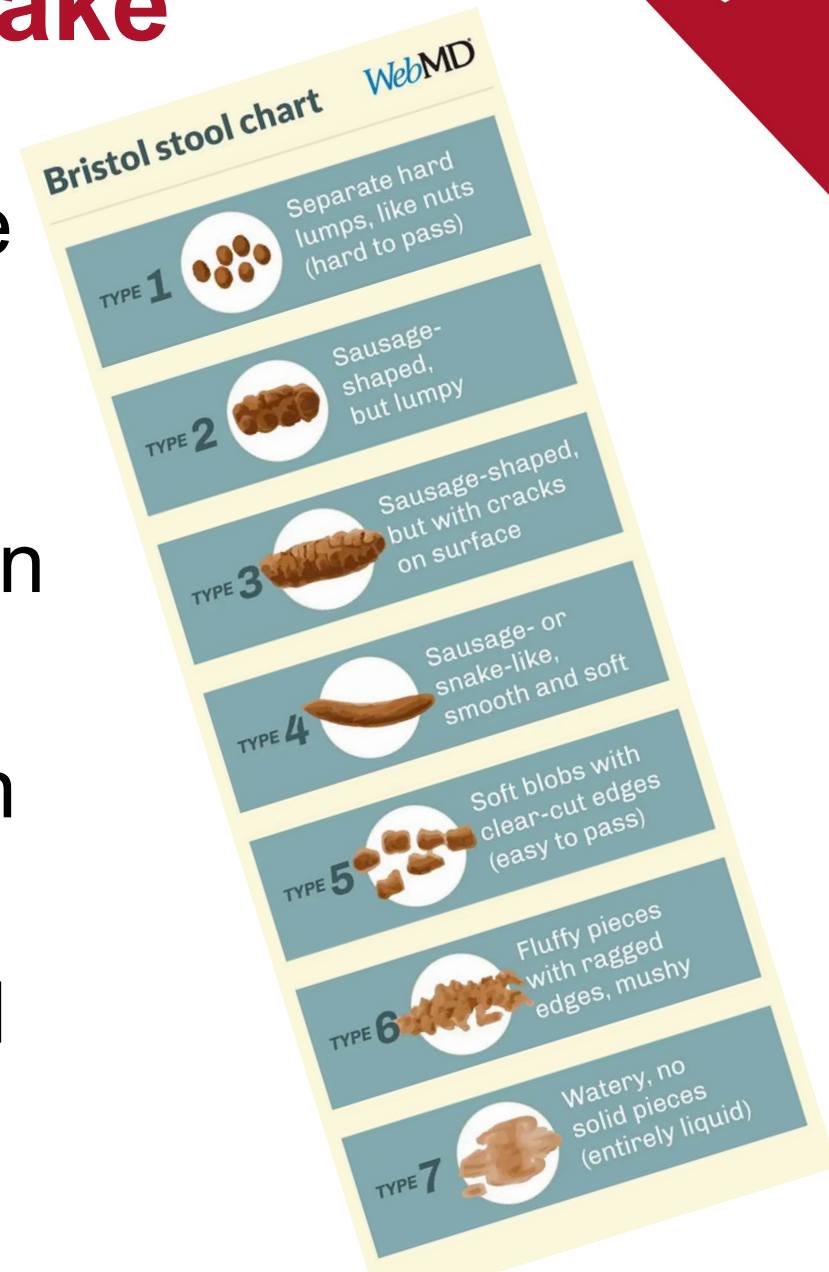 ake
WebMD
Bristol stool chart
e
TYPE 1
Separate hard
lumps, like nuts
(hard to pass)
TYPE 2
Sausage-
shaped,
but lumpy
n
TYPE 3
Sausage-shaped,
but with cracks
on surface
TYPE 4
Sausage- or
snake-like,
smooth and soft
TYPE 5
Soft blobs with
clear-cut edges
(easy to pass)
TYPE 6
Fluffy pieces
with ragged
edges, mushy
TYPE 7
Watery, no
solid pieces
(entirely liquid)